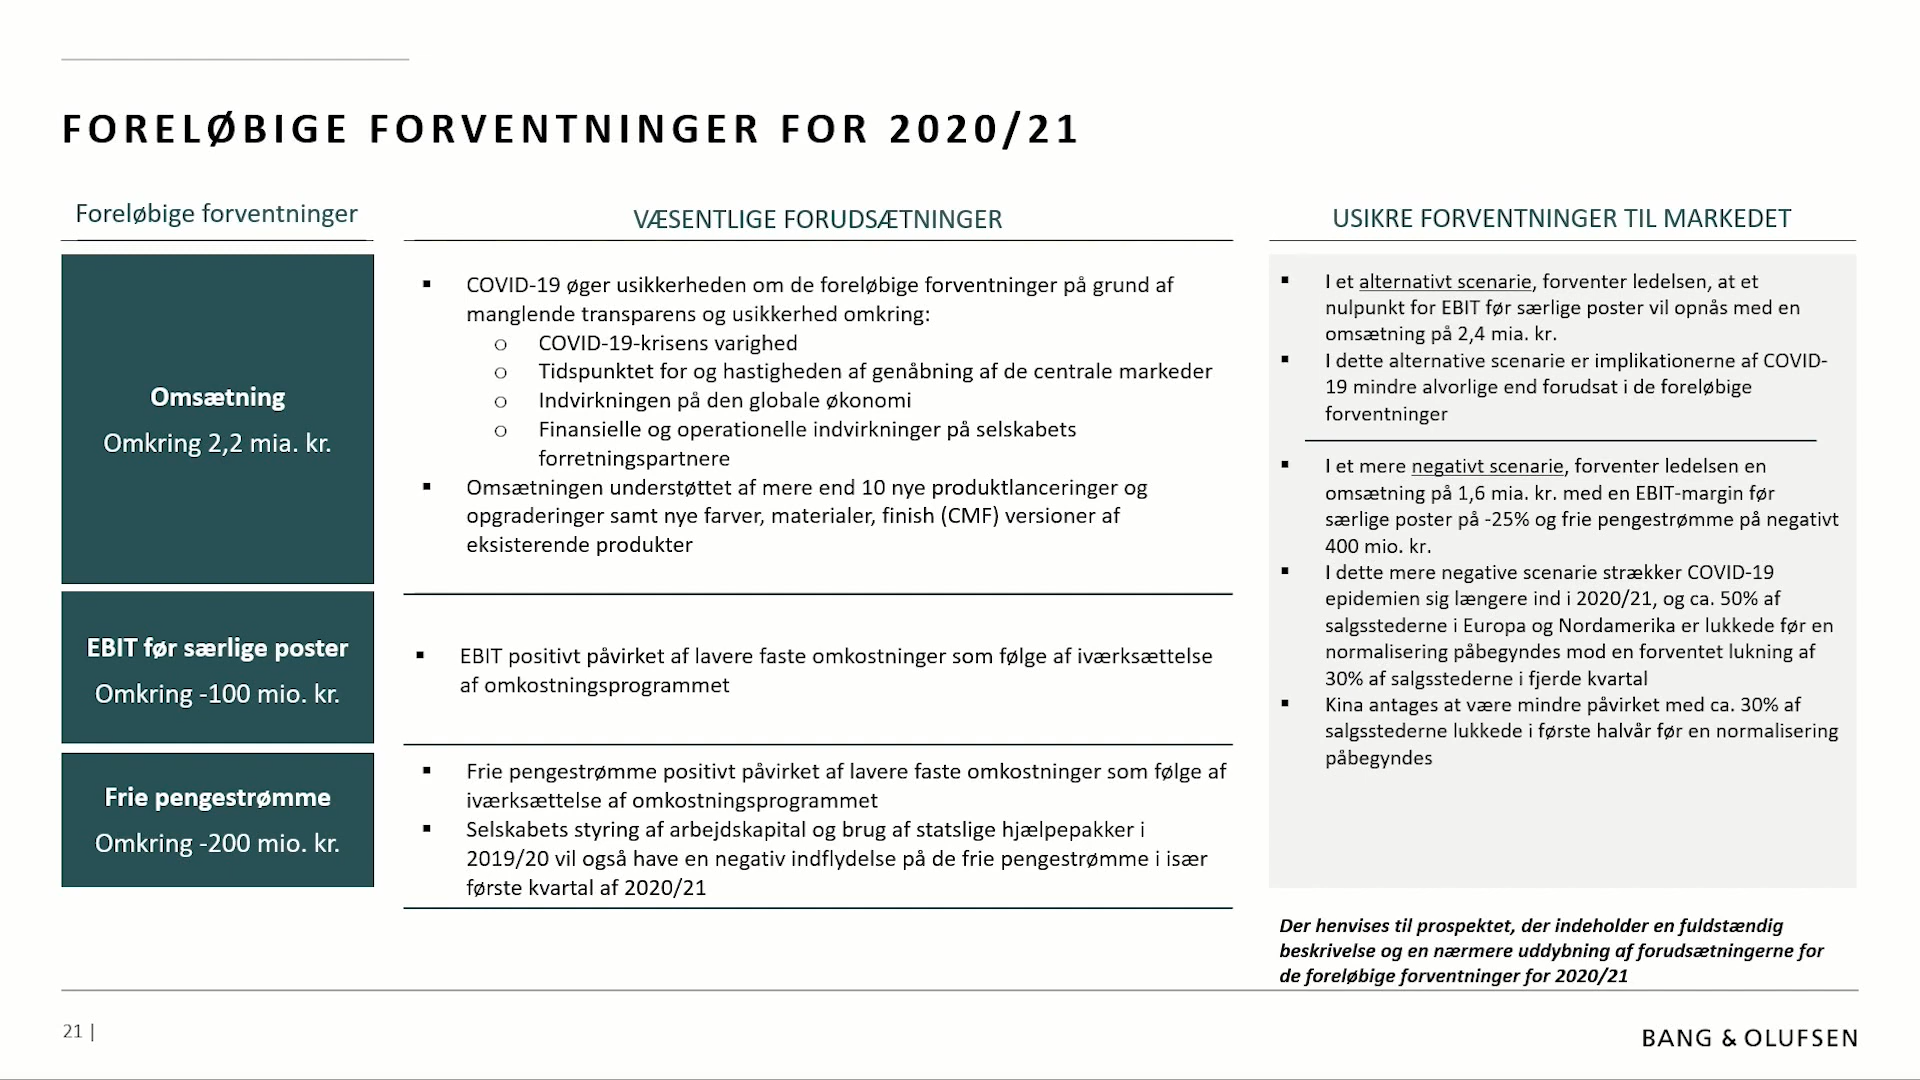 FORELØBIGE FORVENTNINGER FOR 2020/21
Foreløbige forventninger
Omsætning
Omkring 2,2 mia. kr.
EBIT før særlige poster
Omkring -100 mio. kr.
Frie pengestrømme
Omkring -200 mio. kr.
VÆSENTLIGE FORUDSÆTNINGER
▪ COVID-19 øger usikkerheden om de foreløbige forventninger på grund af
manglende transparens og usikkerhed omkring:
o COVID-19-krisens varighed
o Tidspunktet for og hastigheden af genåbning af de centrale markeder
o Indvirkningen på den globale økonomi
o Finansielle og operationelle indvirkninger på selskabets
forretningspartnere
▪ Omsætningen understøttet af mere end 10 nye produktlanceringer og
opgraderinger samt nye farver, materialer, finish (CMF) versioner af
eksisterende produkter
▪ EBIT positivt påvirket af lavere faste omkostninger som følge af iværksættelse
af omkostningsprogrammet
▪ Frie pengestrømme positivt påvirket af lavere faste omkostninger som følge af
iværksættelse af omkostningsprogrammet
▪ Selskabets styring af arbejdskapital og brug af statslige hjælpepakker i
2019/20 vil også have en negativ indflydelse på de frie pengestrømme i især
første kvartal af 2020/21
USIKRE FORVENTNINGER TIL MARKEDET
▪ I et alternativt scenarie, forventer ledelsen, at et
nulpunkt for EBIT før særlige poster vil opnås med en
omsætning på 2,4 mia. kr.
▪ I dette alternative scenarie er implikationerne af COVID-
19 mindre alvorlige end forudsat i de foreløbige
forventninger
▪ I et mere negativt scenarie, forventer ledelsen en
omsætning på 1,6 mia. kr. med en EBIT-margin før
særlige poster på -25% og frie pengestrømme på negativt
400 mio. kr.
▪ I dette mere negative scenarie strækker COVID-19
epidemien sig længere ind i 2020/21, og ca. 50% af
salgsstederne i Europa og Nordamerika er lukkede før en
normalisering påbegyndes mod en forventet lukning af
30% af salgsstederne i fjerde kvartal
▪ Kina antages at være mindre påvirket med ca. 30% af
salgsstederne lukkede i første halvår før en normalisering
påbegyndes
Der henvises til prospektet, der indeholder en fuldstændig
beskrivelse og en nærmere uddybning af forudsætningerne for
de foreløbige forventninger for 2020/21
21 |
BANG & OLUFSEN